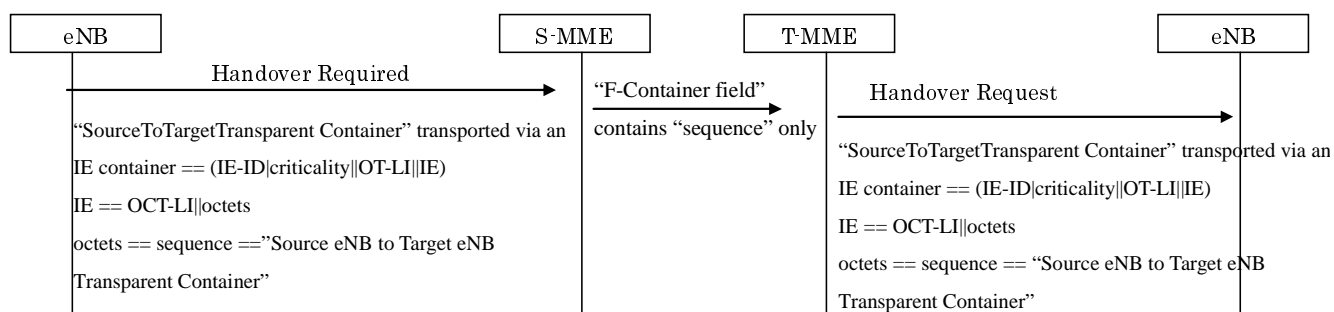 eNB
S-MME
T-MME
eNB
Handover Required
“SourceToTargetTransparent Container” transported via an
IE container == (IE-ID|criticality||OT-LI||IE)
IE == OCT-LI||octets
octets == sequence ==”Source eNB to Target eNB
Transparent Container”
“F-Container field”
contains “sequence” only
Handover Request
“SourceToTargetTransparent Container” transported via an
IE container == (IE-ID|criticality||OT-LI||IE)
IE == OCT-LI||octets
octets == sequence == “Source eNB to Target eNB
Transparent Container”